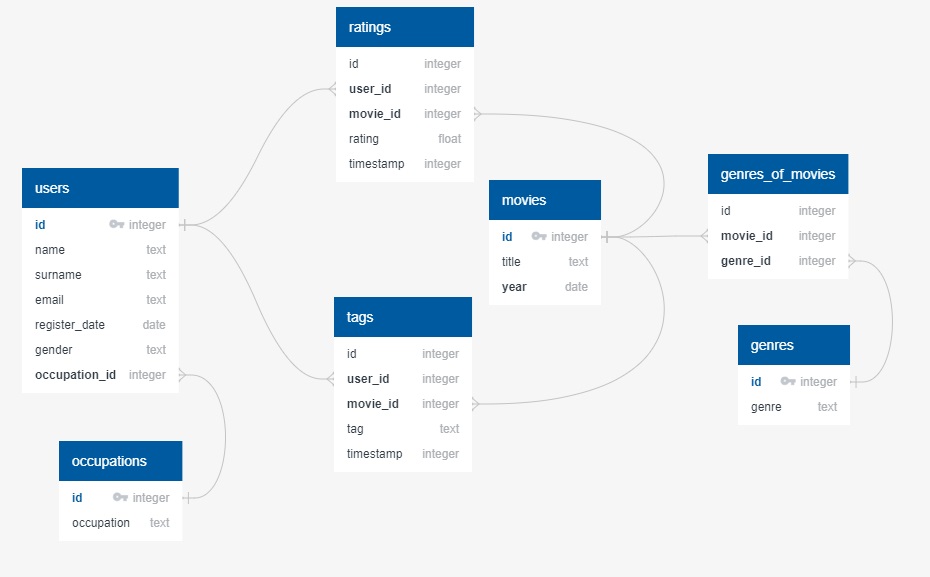 ratings
id integer
user_id integer
movie_id integer
rating float
timestamp integer
users
id integer
name text
surname text
email text
register_date date
gender text
occupation_id integer
movies
id integer
title text
year date
genres_of_movies
id integer
movie_id integer
genre_id integer
tags
id integer
user_id integer
movie_id integer
tag text
timestamp integer
genres
id integer
genre text
occupations
id integer
occupation text